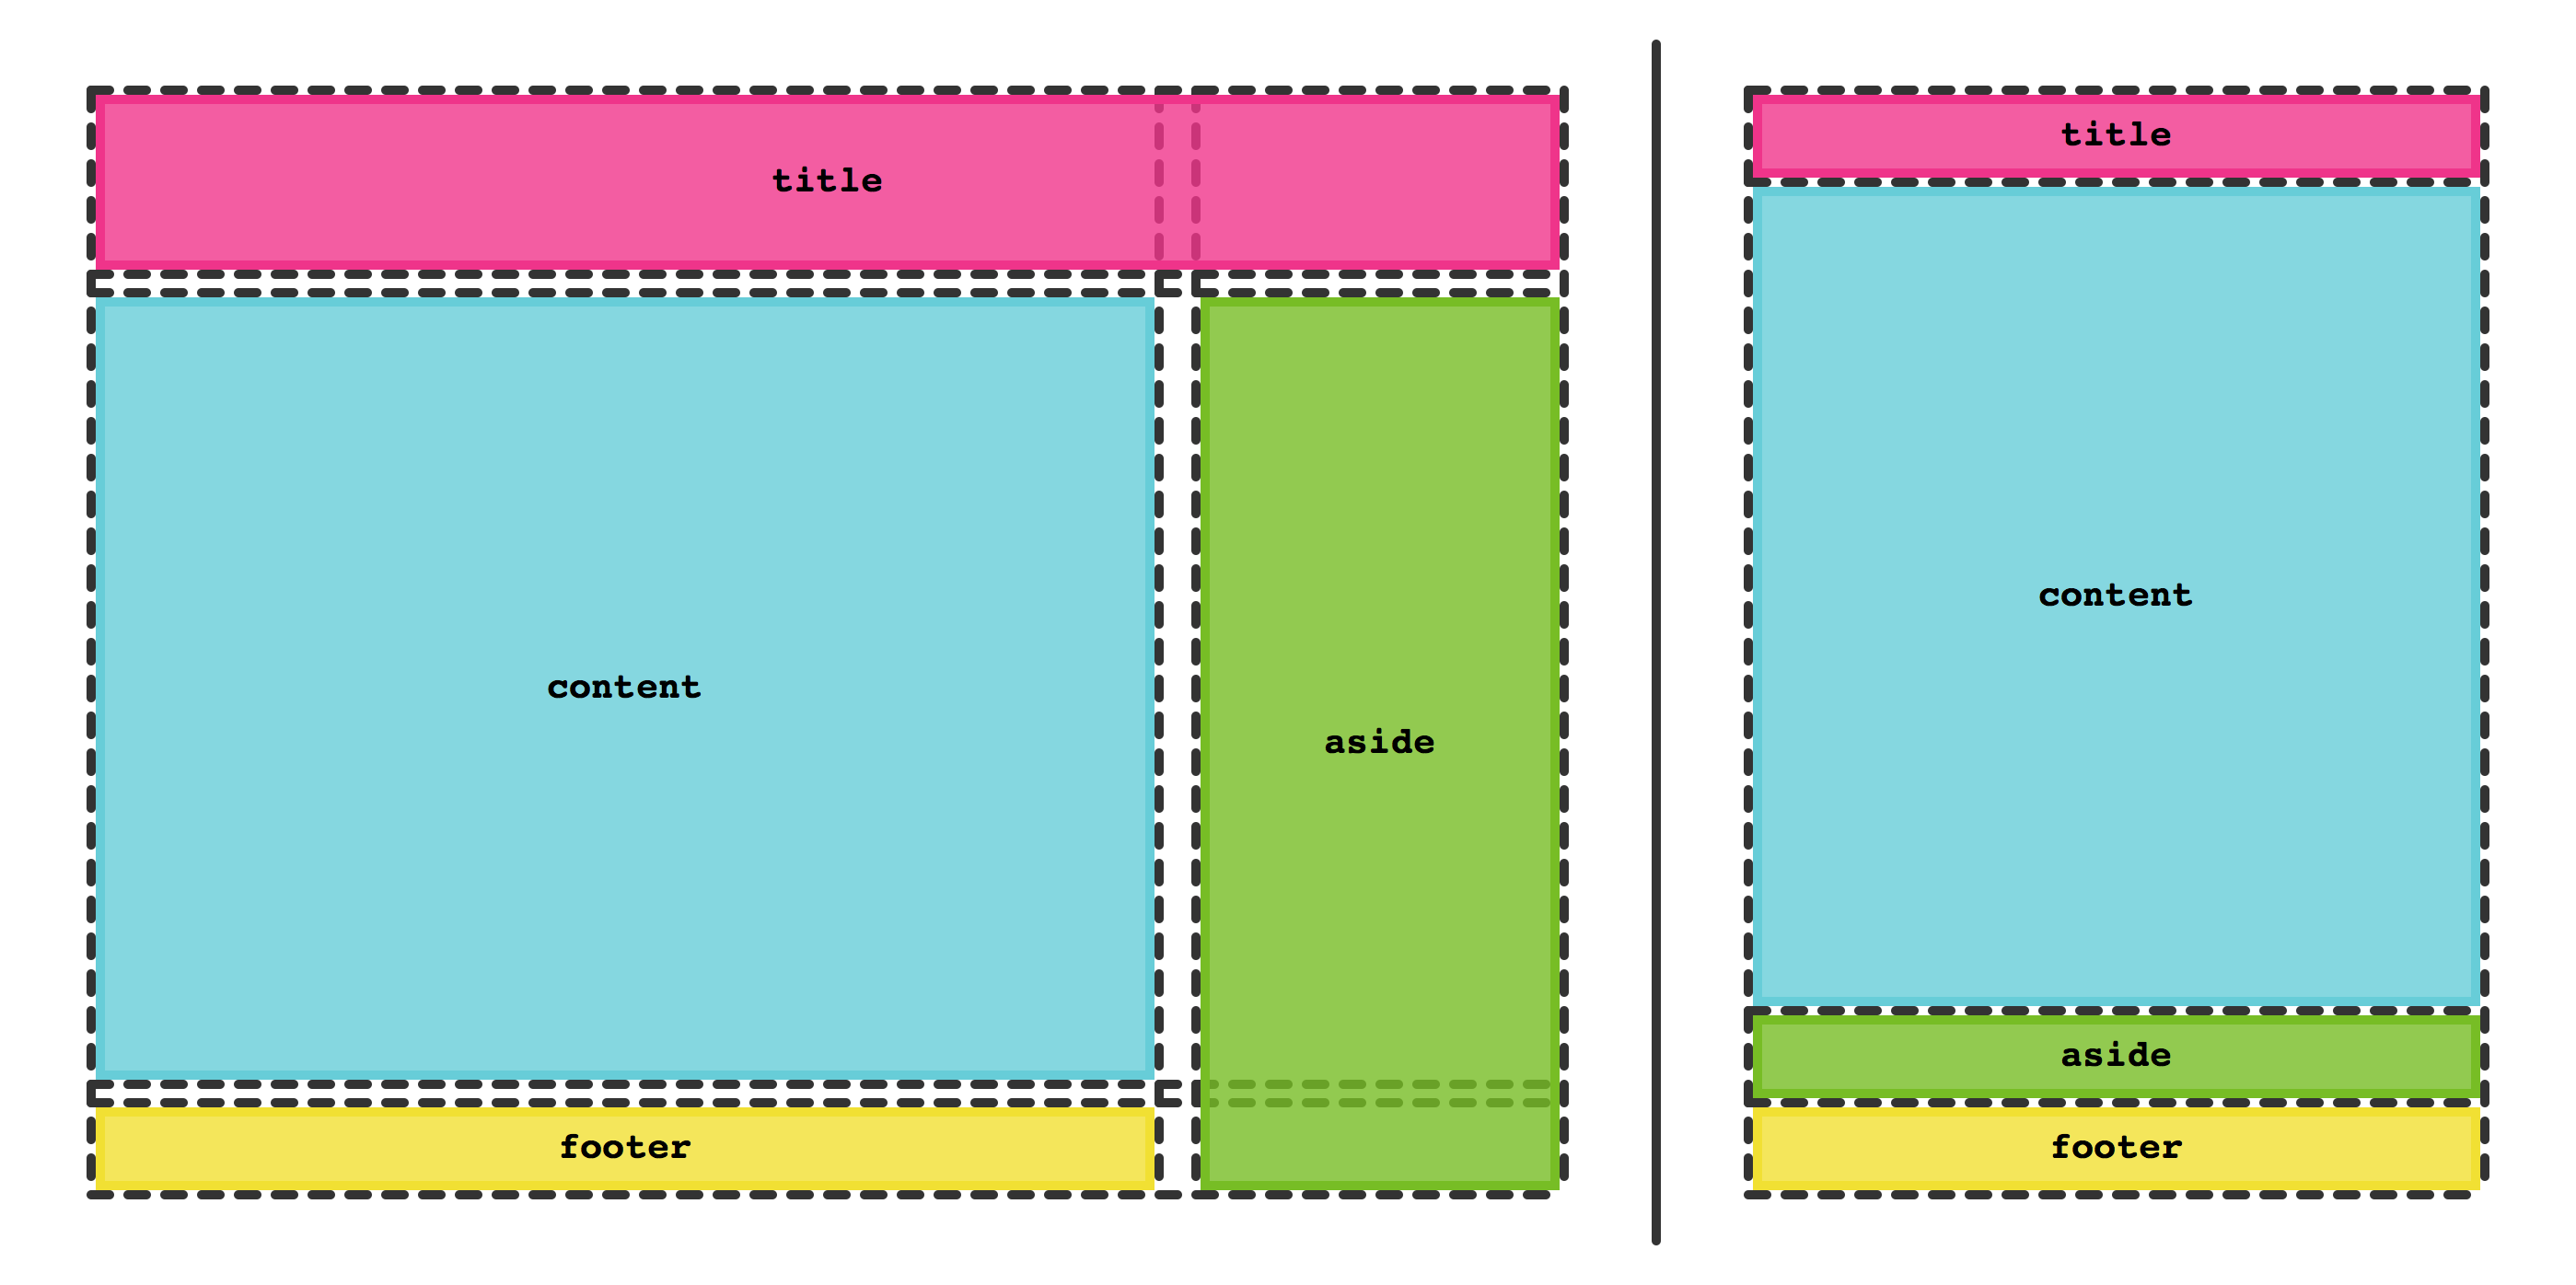 title
content
aside
footer
title
content
aside
footer